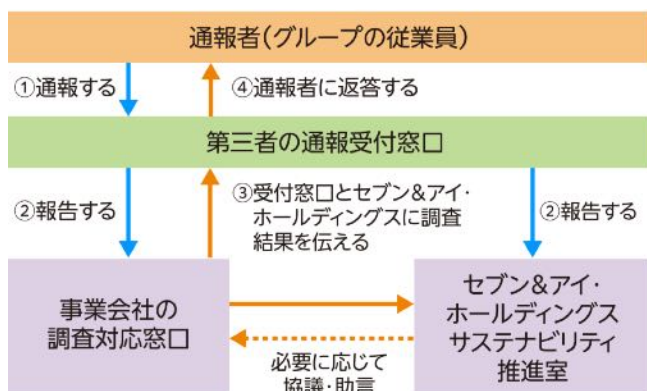 通報者(グループの従業員)
①通報する
④通報者に返答する
第三者の通報受付窓口
②報告する
③受付窓口とセブン&アイ・
ホールディングスに調査
結果を伝える
②報告する
事業会社の
調査対応窓口
セブン&アイ・
ホールディングス
サステナビリティ
推進室
必要に応じて
協議・助言